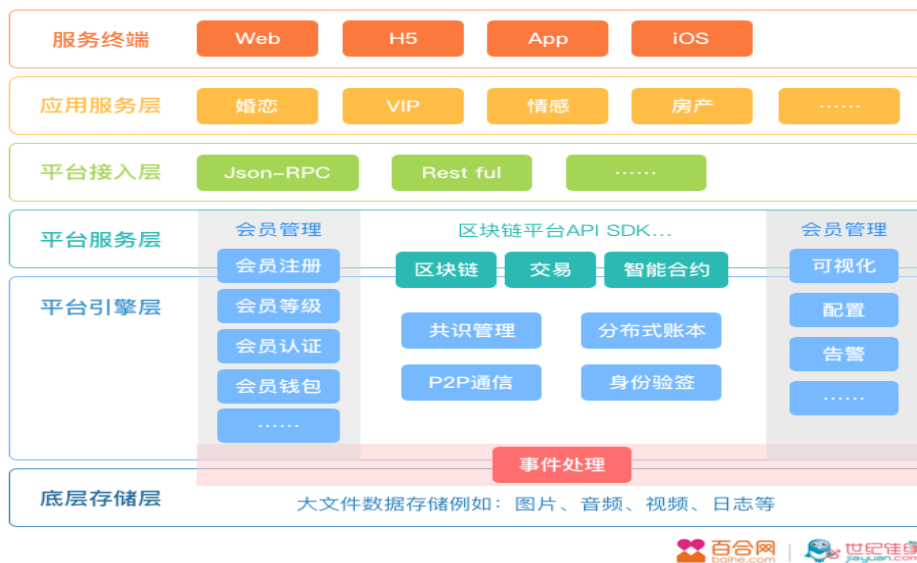 服务终端 Web H5 App iOS
应用服务层 婚恋 VIP 情感 房产 ······
平台接入层 Json-RPC Rest ful ······
平台服务层 会员管理 区块链平台API SDK... 会员管理
会员注册 区块链 交易 智能合约 可视化
平台引擎层 会员等级 共识管理 分布式账本 配置
会员认证 告警
会员钱包 P2P通信 身份验签 ······
······
事件处理
底层存储层 大文件数据存储例如：图片、音频、视频、日志等
百合网 | 世纪佳缘
baihe.com jiayuan.com